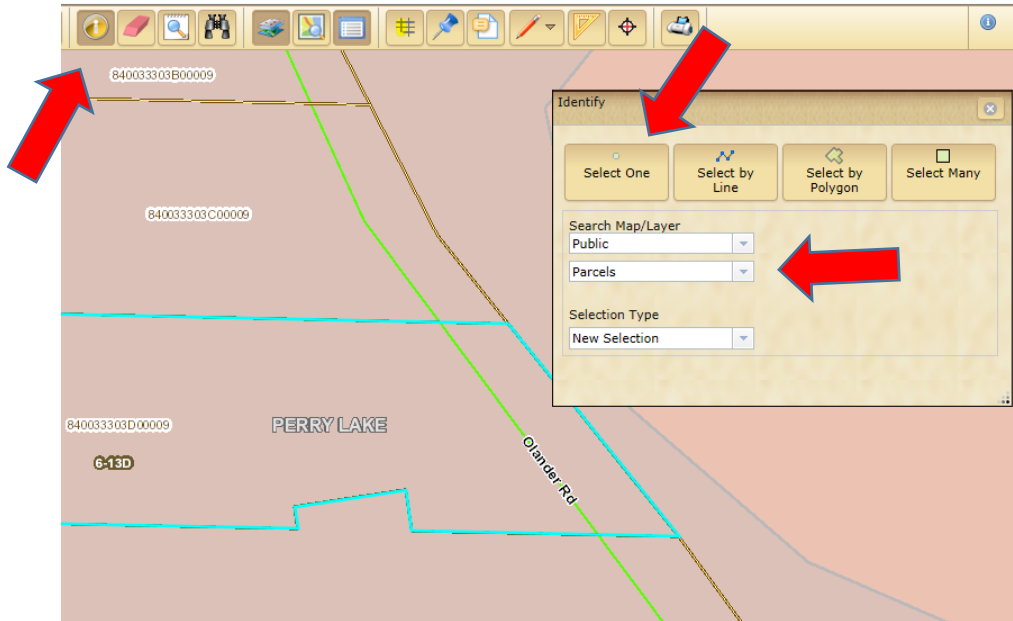 840033303B00009
Identify
Select One
Select by
Line
Select by
Polygon
Select Many
840033303C00009
Search Map/Layer
Public
Parcels
Selection Type
New Selection
840033303D00009
PERRY LAKE
6-13D
Olander Rd